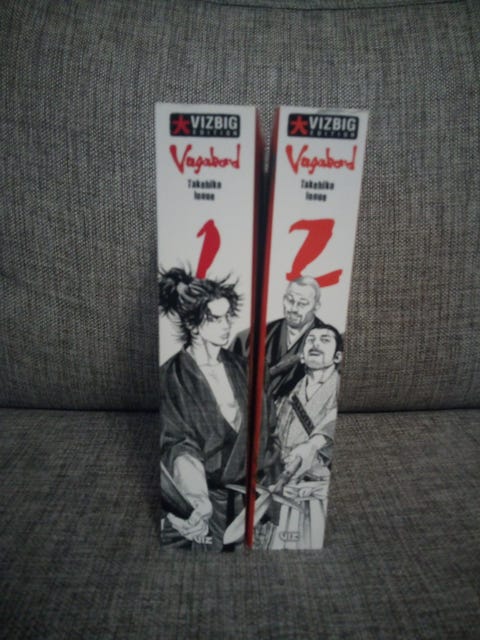 VIZBIG
EDITION
Vagabond
Takehiko
Inoue
1
VIZ
VIZBIG
EDITION
Vagabond
Takehiko
Inoue
2
VIZ